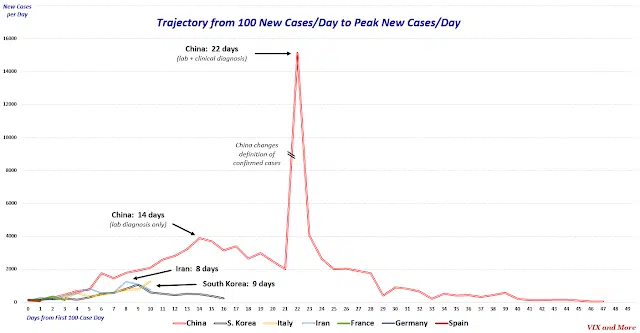 New Cases
per Day
Trajectory from 100 New Cases/Day to Peak New Cases/Day
16000
14000
12000
10000
8000
6000
4000
2000
0
China: 22 days
(lab + clinical diagnosis)
China changes
definition of
confirmed cases
China: 14 days
(lab diagnosis only)
Iran: 8 days
South Korea: 9 days
0 1 2 3 4 5 6 7 8 9 10 11 12 13 14 15 16 17 18 19 20 21 22 23 24 25 26 27 28 29 30 31 32 33 34 35 36 37 38 39 40 41 42 43 44 45 46 47 48 49
Days from First 100-Case Day
China S. Korea Italy Iran France Germany Spain
VIX and More